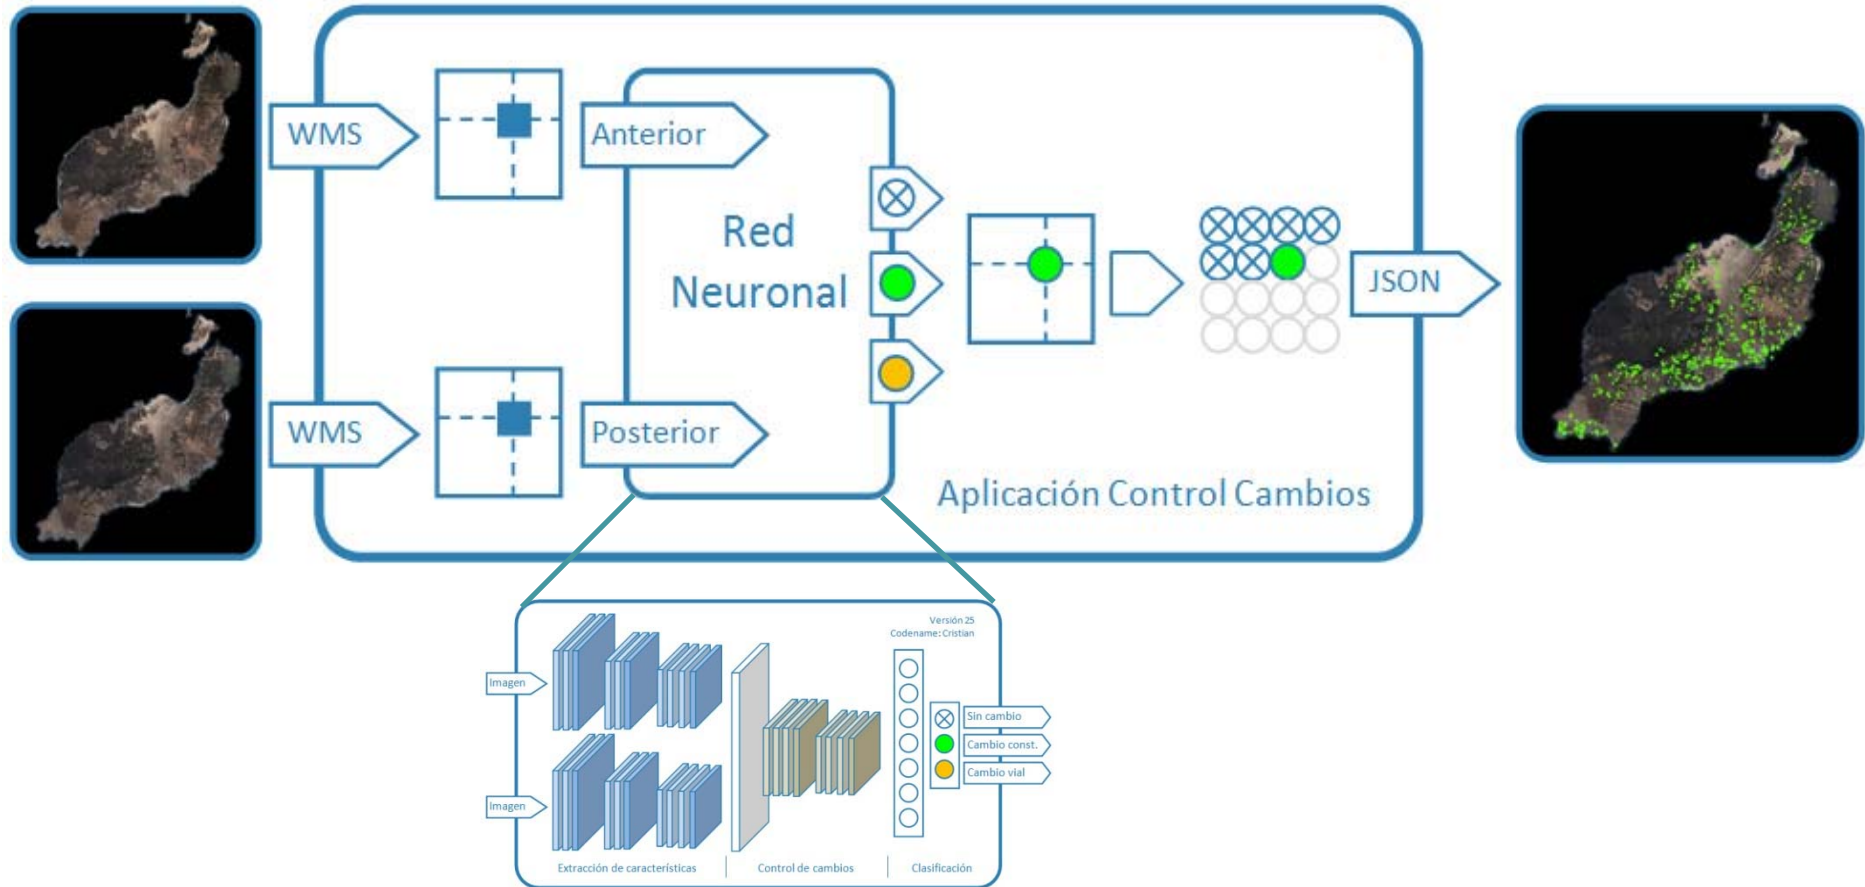 WMS
Anterior
Red
Neuronal
JSON
WMS
Posterior
Aplicación Control Cambios
Versión 25
Codename: Cristian
Imagen
Imagen
Sin cambio
Cambio const.
Cambio vial
Extracción de características
Control de cambios
Clasificación